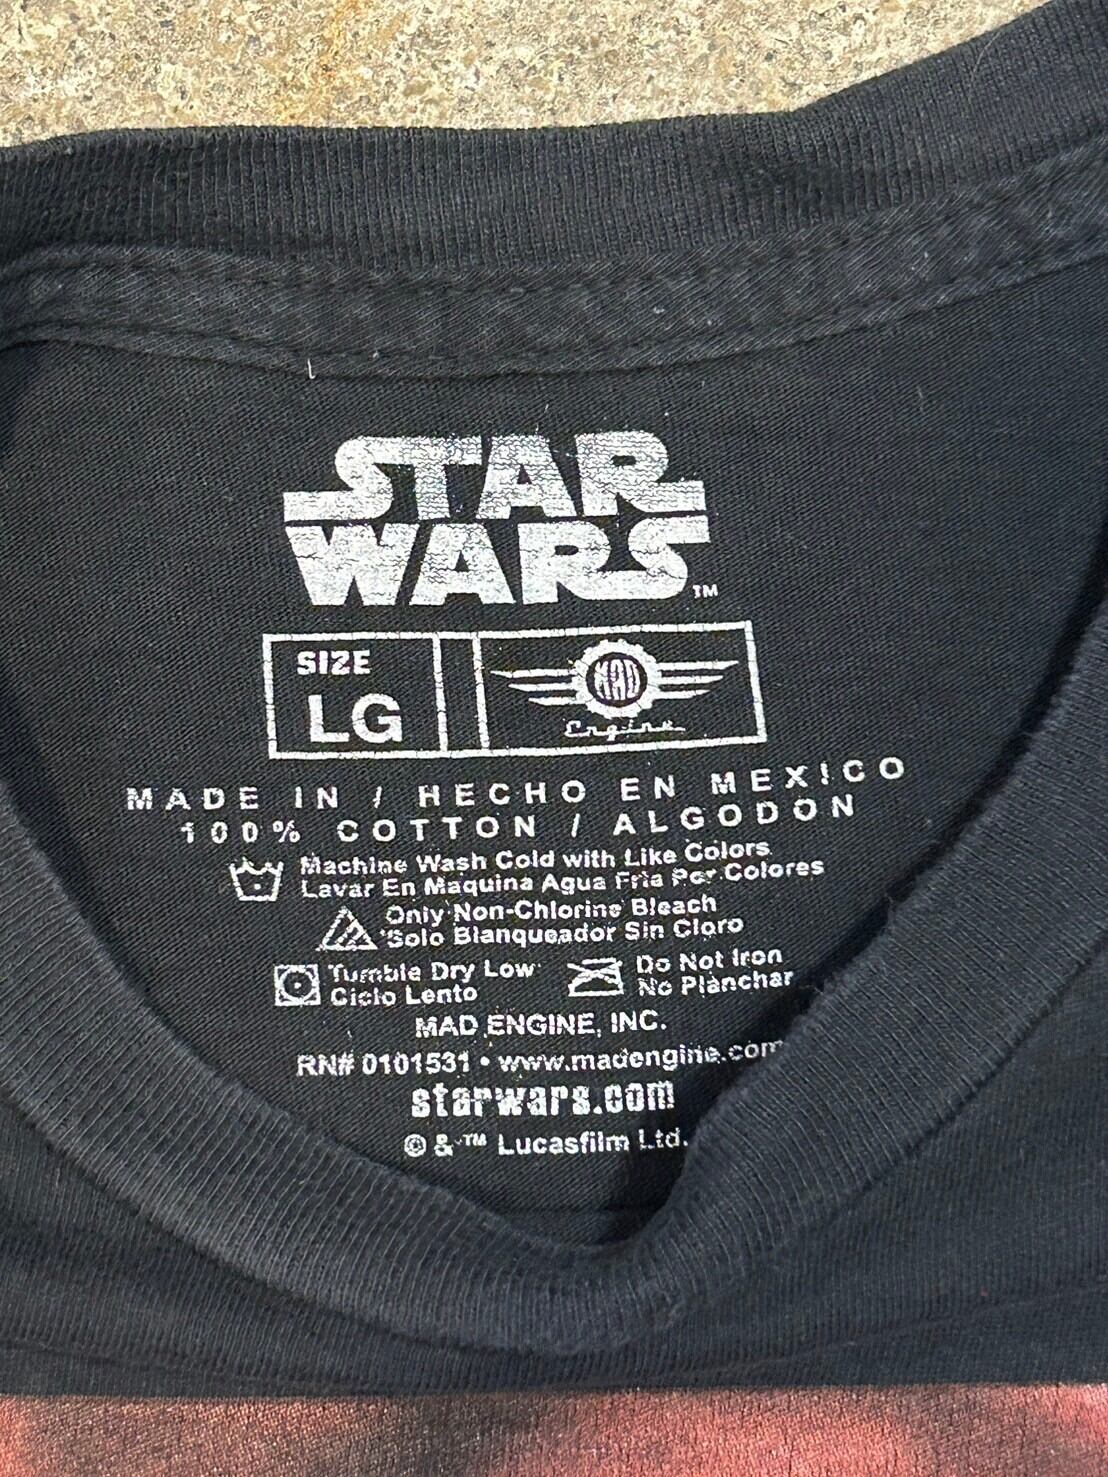 STAR
WARS™
SIZE
LG
MAD
Engine
MADE IN / HECHO EN MEXICO
100% COTTON / ALGODON
Machine Wash Cold with Like Colors
Lavar En Maquina Agua Fria Por Colores
Only Non-Chlorine Bleach
Solo Blanqueador Sin Cloro
Tumble Dry Low
Ciclo Lento
Do Not Iron
No Planchar
MAD ENGINE, INC.
RN# 0101531 • www.madengine.com
starwars.com
© & ™ Lucasfilm Ltd.